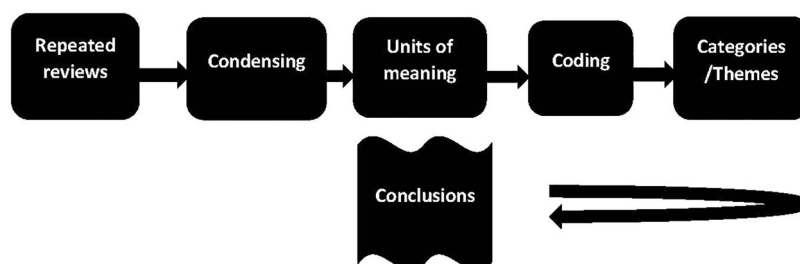 Repeated
reviews
Condensing
Units of
meaning
Coding
Categories
/Themes
Conclusions